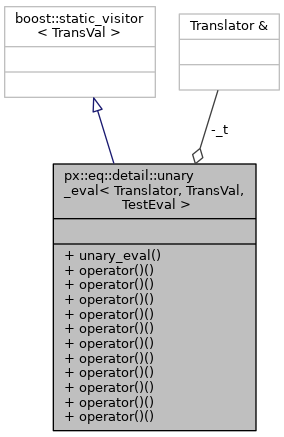 boost::static_visitor
< TransVal >
Translator &
-_t
px::eq::detail::unary
_eval< Translator, TransVal,
TestEval >
+ unary_eval()
+ operator()()
+ operator()()
+ operator()()
+ operator()()
+ operator()()
+ operator()()
+ operator()()
+ operator()()
+ operator()()
+ operator()()
+ operator()()